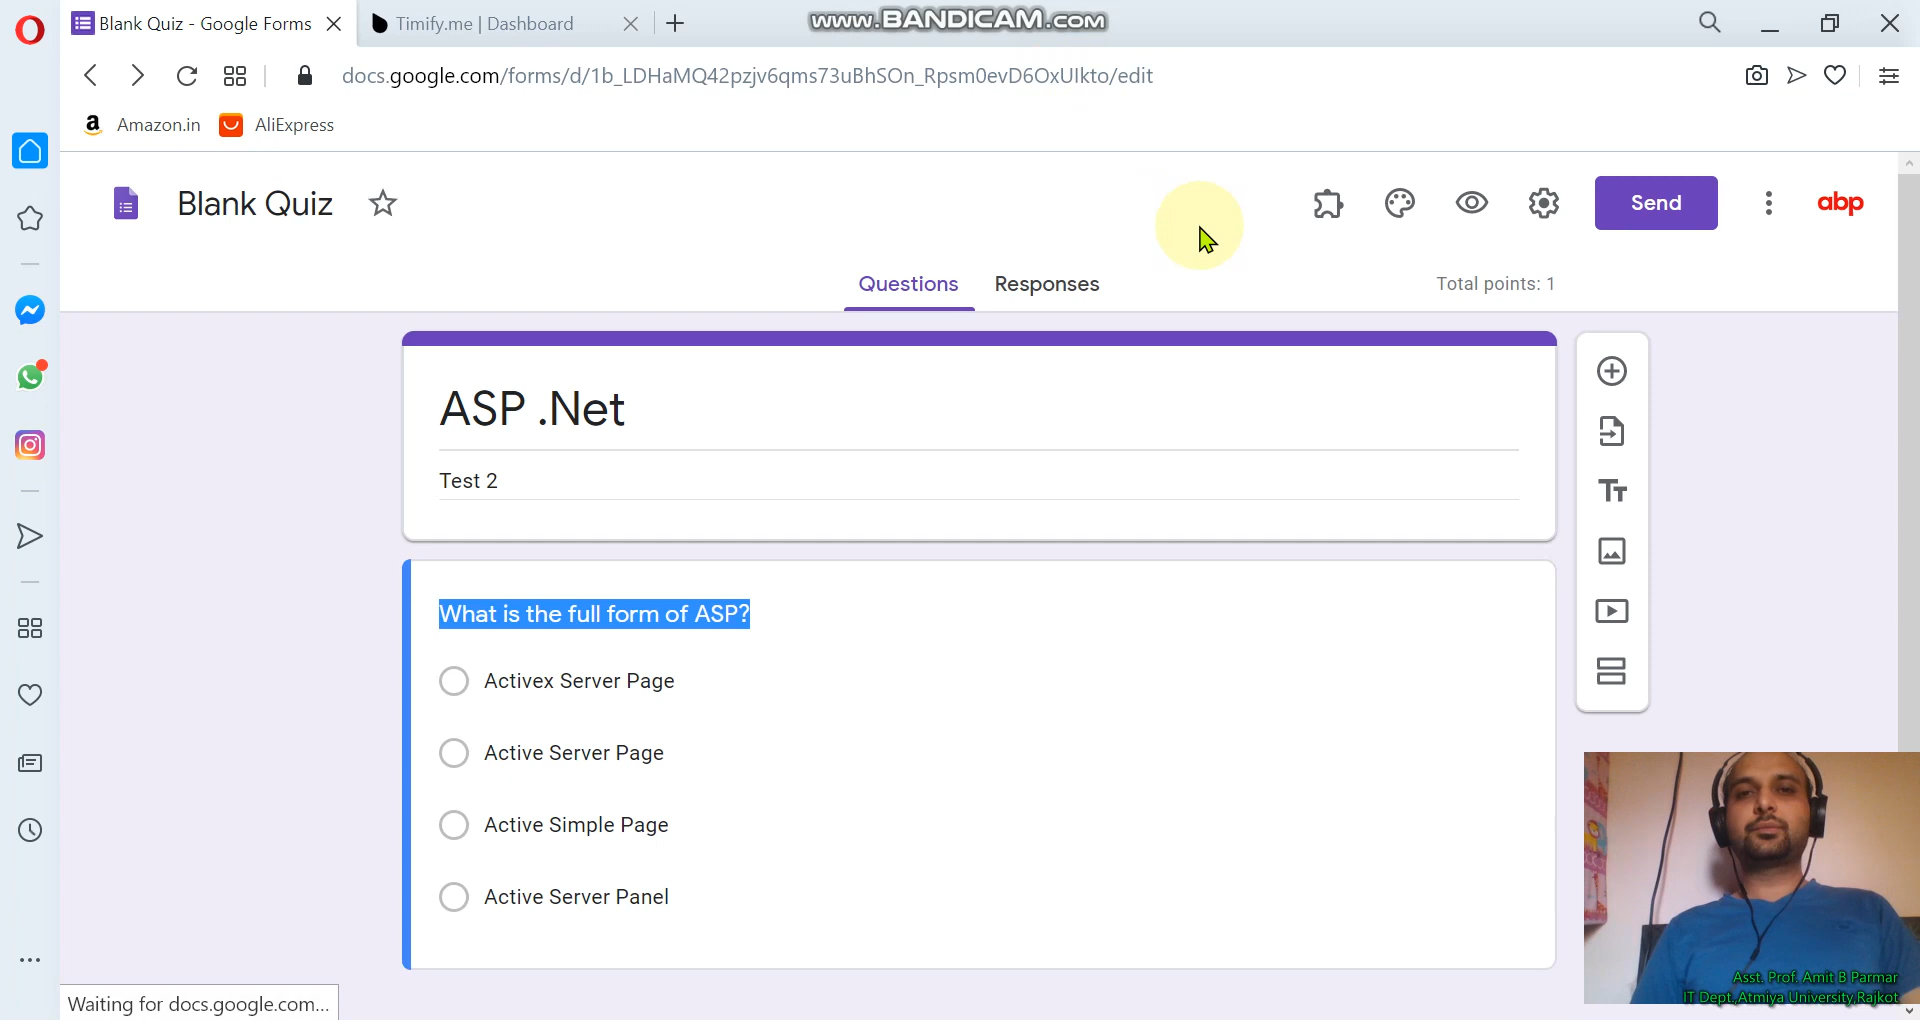 Blank Quiz - Google Forms
Timify.me | Dashboard
www.BANDICAM.com
docs.google.com/forms/d/1b_LDHaMQ42pzjv6qms73uBhSOn_Rpsm0evD6OxUIkto/edit
a Amazon.in
AliExpress
Blank Quiz
Send
abp
Questions
Responses
Total points: 1
ASP .Net
Test 2
What is the full form of ASP?
Activex Server Page
Active Server Page
Active Simple Page
Active Server Panel
Tт
Asst. Prof. Amit B Parmar
IT Dept.,Atmiya University,Rajkot
Waiting for docs.google.com...